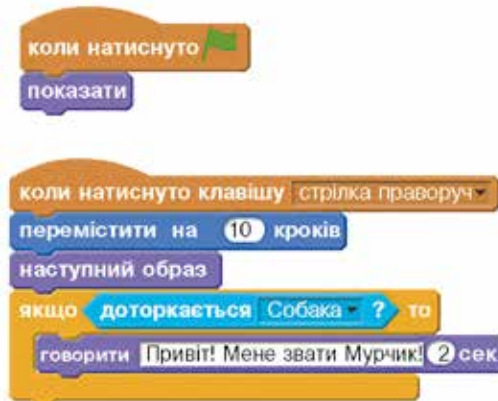 коли натиснуто
показати
коли натиснуто клавішу стрілка праворуч
перемістити на 10 кроків
наступний образ
якщо доторкається Собака ? то
говорити Привіт! Мене звати Мурчик! 2 сек